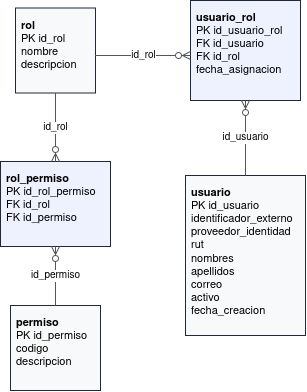 rol
PK id_rol
nombre
descripcion
id_rol
usuario_rol
PK id_usuario_rol
FK id_usuario
FK id_rol
fecha_asignacion
id_rol
id_usuario
rol_permiso
PK id_rol_permiso
FK id_rol
FK id_permiso
usuario
PK id_usuario
identificador_externo
proveedor_identidad
rut
nombres
apellidos
correo
activo
fecha_creacion
id_permiso
permiso
PK id_permiso
codigo
descripcion